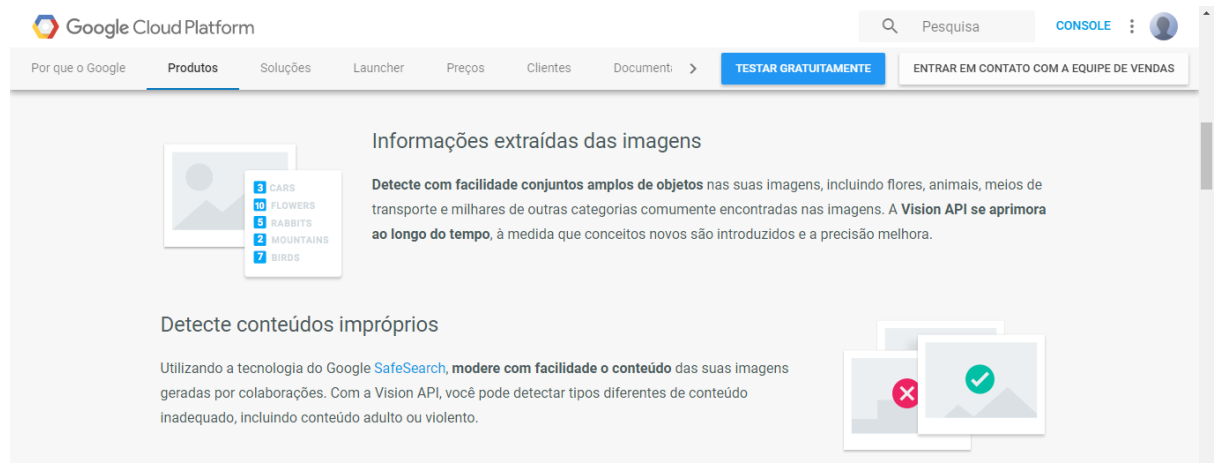 Google Cloud Platform
Pesquisa
CONSOLE
Por que o Google
Produtos
Soluções
Launcher
Preços
Clientes
Document
TESTAR GRATUITAMENTE
ENTRAR EM CONTATO COM A EQUIPE DE VENDAS
Informações extraídas das imagens
Detecte com facilidade conjuntos amplos de objetos nas suas imagens, incluindo flores, animais, meios de
transporte e milhares de outras categorias comumente encontradas nas imagens. A Vision API se aprimora
ao longo do tempo, à medida que conceitos novos são introduzidos e a precisão melhora.
3 CARS
10 FLOWERS
5 RABBITS
2 MOUNTAINS
7 BIRDS
Detecte conteúdos impróprios
Utilizando a tecnologia do Google SafeSearch, modere com facilidade o conteúdo das suas imagens
geradas por colaborações. Com a Vision API, você pode detectar tipos diferentes de conteúdo
inadequado, incluindo conteúdo adulto ou violento.